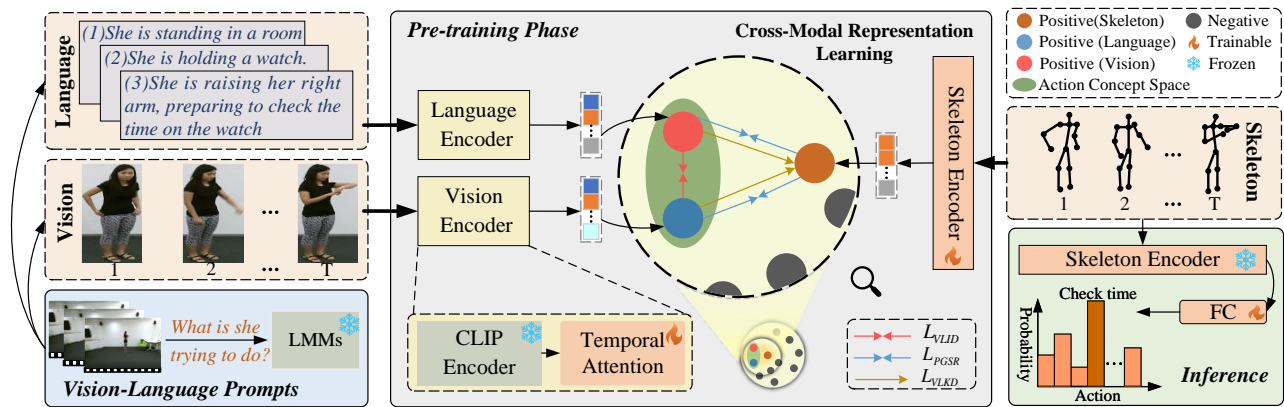 Language
(1)She is standing in a room
(2)She is holding a watch.
(3)She is raising her right
arm, preparing to check the
time on the watch
Vision
1
2
...
T
What is she
trying to do?
LMMs
Vision-Language Prompts
Pre-training Phase
Cross-Modal Representation
Learning
Language
Encoder
Vision
Encoder
CLIP
Encoder
Temporal
Attention
Skeleton Encoder
L_VLID
L_PGSR
L_VLKD
Positive(Skeleton)
Positive (Language)
Positive (Vision)
Action Concept Space
Negative
Trainable
Frozen
Skeleton
1
2
...
T
Skeleton Encoder
Check time
FC
Probability
Action
Inference